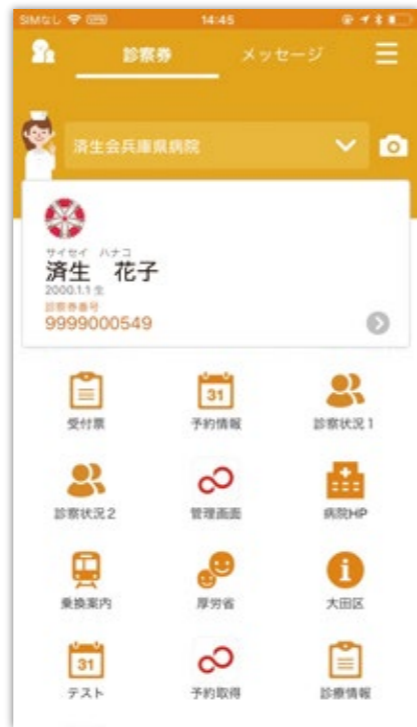 SIMなし
14:45
診察券 メッセージ
済生会兵庫県病院
サイセイ ハナコ
済生 花子
2000.1.1 生
診察券番号
9999000549
31
受付票 予約情報 診察状況1
診察状況2 管理画面 病院HP
乗換案内 厚労省 大田区
31
テスト 予約取得 診療情報